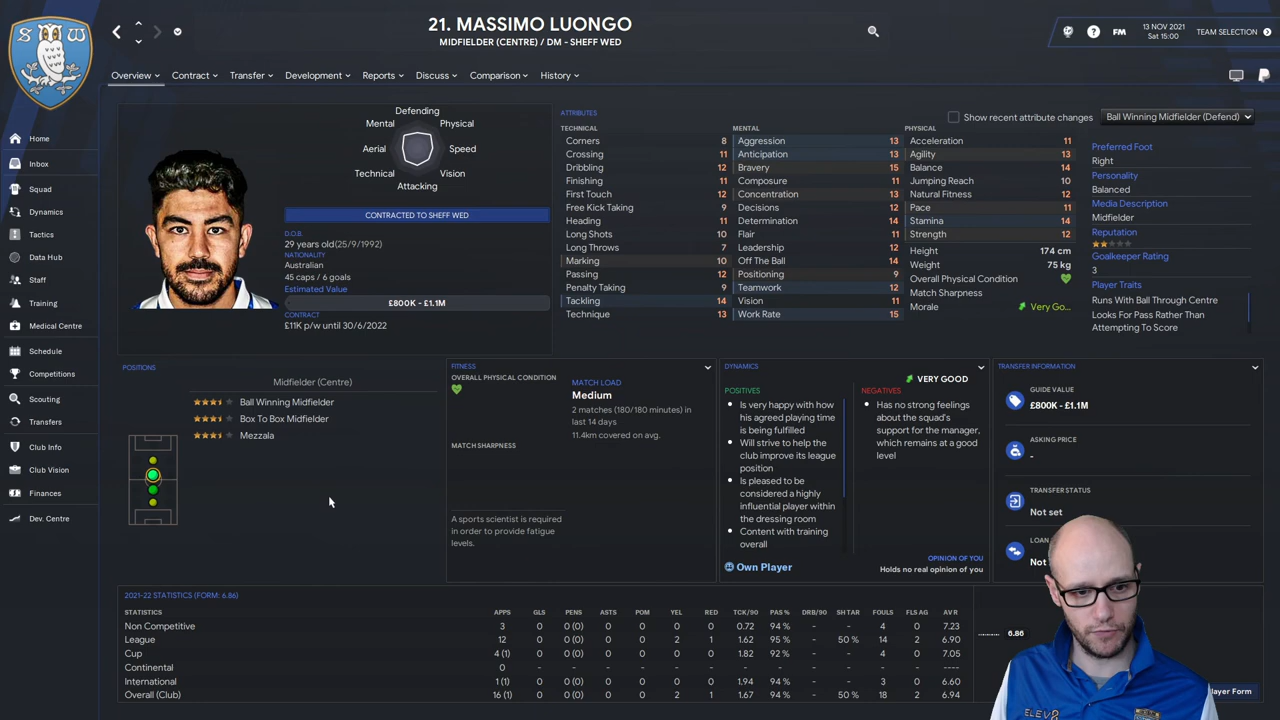 21. MASSIMO LUONGO
MIDFIELDER (CENTRE) / DM - SHEFF WED
13 NOV 2021
Sat 15:00
FM
TEAM SELECTION
S W
Overview Contract Transfer Development Reports Discuss Comparison History
Home
Inbox
Squad
Dynamics
Tactics
Data Hub
Staff
Training
Medical Centre
Schedule
Competitions
Scouting
Transfers
Club Info
Club Vision
Finances
Dev. Centre
Defending
Mental Physical
Aerial Speed
Technical Vision
Attacking
CONTRACTED TO SHEFF WED
D.O.B.
29 years old (25/9/1992)
NATIONALITY
Australian
45 caps / 6 goals
Estimated Value
£800K - £1.1M
CONTRACT
£11K p/w until 30/6/2022
ATTRIBUTES
Show recent attribute changes
Ball Winning Midfielder (Defend)
TECHNICAL
Corners 8
Crossing 11
Dribbling 12
Finishing 11
First Touch 12
Free Kick Taking 9
Heading 11
Long Shots 10
Long Throws 7
Marking 10
Passing 12
Penalty Taking 9
Tackling 14
Technique 13
MENTAL
Aggression 13
Anticipation 13
Bravery 15
Composure 11
Concentration 13
Decisions 12
Determination 14
Flair 11
Leadership 12
Off The Ball 14
Positioning 9
Teamwork 12
Vision 11
Work Rate 15
PHYSICAL
Acceleration 11
Agility 13
Balance 14
Jumping Reach 10
Natural Fitness 12
Pace 11
Stamina 14
Strength 12
Height 174 cm
Weight 75 kg
Overall Physical Condition
Match Sharpness
Morale Very Go...
Preferred Foot
Right
Personality
Balanced
Media Description
Midfielder
Reputation
Goalkeeper Rating
3
Player Traits
Runs With Ball Through Centre
Looks For Pass Rather Than
Attempting To Score
POSITIONS
Midfielder (Centre)
Ball Winning Midfielder
Box To Box Midfielder
Mezzala
FITNESS
OVERALL PHYSICAL CONDITION
MATCH SHARPNESS
A sports scientist is required
in order to provide fatigue
levels.
MATCH LOAD
Medium
2 matches (180/180 minutes) in
last 14 days
11.4km covered on avg.
DYNAMICS
VERY GOOD
POSITIVES
Is very happy with how
his agreed playing time
is being fulfilled
Will strive to help the
club improve its league
position
Is pleased to be
considered a highly
influential player within
the dressing room
Content with training
overall
NEGATIVES
Has no strong feelings
about the squad's
support for the manager,
which remains at a good
level
Own Player
OPINION OF YOU
Holds no real opinion of you
TRANSFER INFORMATION
GUIDE VALUE
£800K - £1.1M
ASKING PRICE
-
TRANSFER STATUS
Not set
LOAN
Not
2021-22 STATISTICS (FORM: 6.86)
STATISTICS APPS GLS PENS ASTS POM YEL RED TCK/90 PAS % DRB/90 SH TAR FOULS FLS AG AV R
Non Competitive 3 0 0 (0) 0 0 0 0 0.72 94 % - - 4 0 7.23
League 12 0 0 (0) 0 0 2 1 1.62 95 % - 50 % 14 2 6.90
Cup 4 (1) 0 0 (0) 0 0 0 0 1.82 92 % - - 4 0 7.05
Continental 0 - - - - - - - - - - - - ----
International 1 (1) 0 0 (0) 0 0 0 0 1.94 94 % - - 3 0 6.60
Overall (Club) 16 (1) 0 0 (0) 0 0 2 1 1.67 95 % - 50 % 18 2 6.94
6.86
layer Form
ELEV8